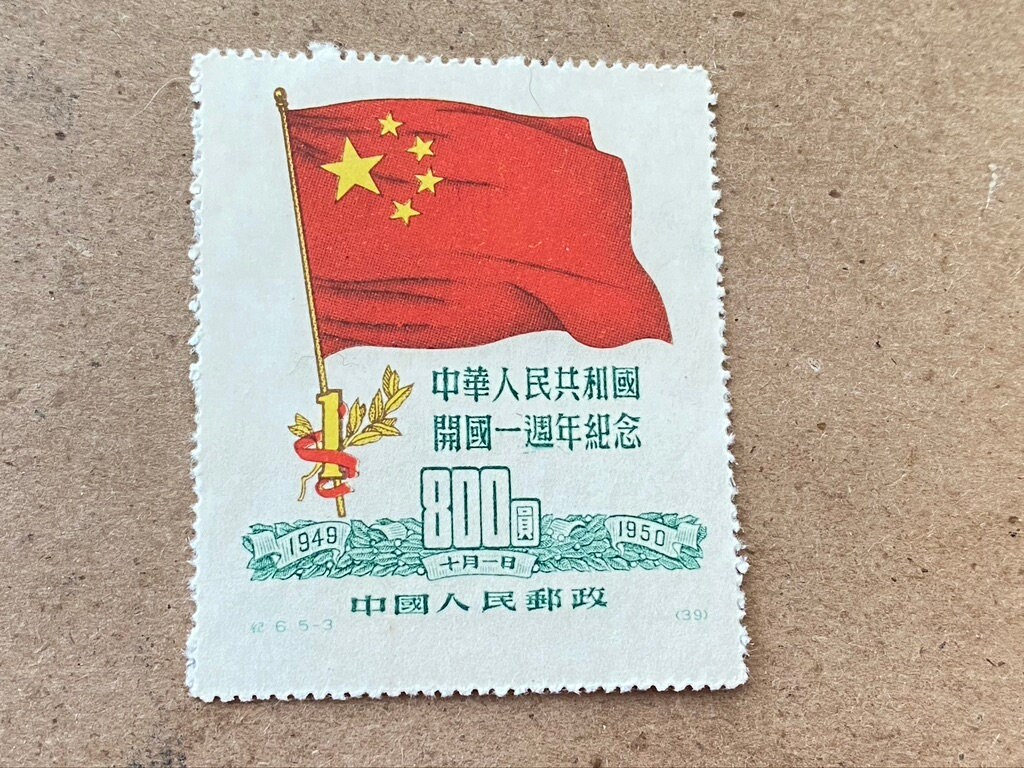 1
中華人民共和國
開國一週年紀念
800圓
1949
1950
十月一日
中國人民郵政
紀 6. 5-3
(39)